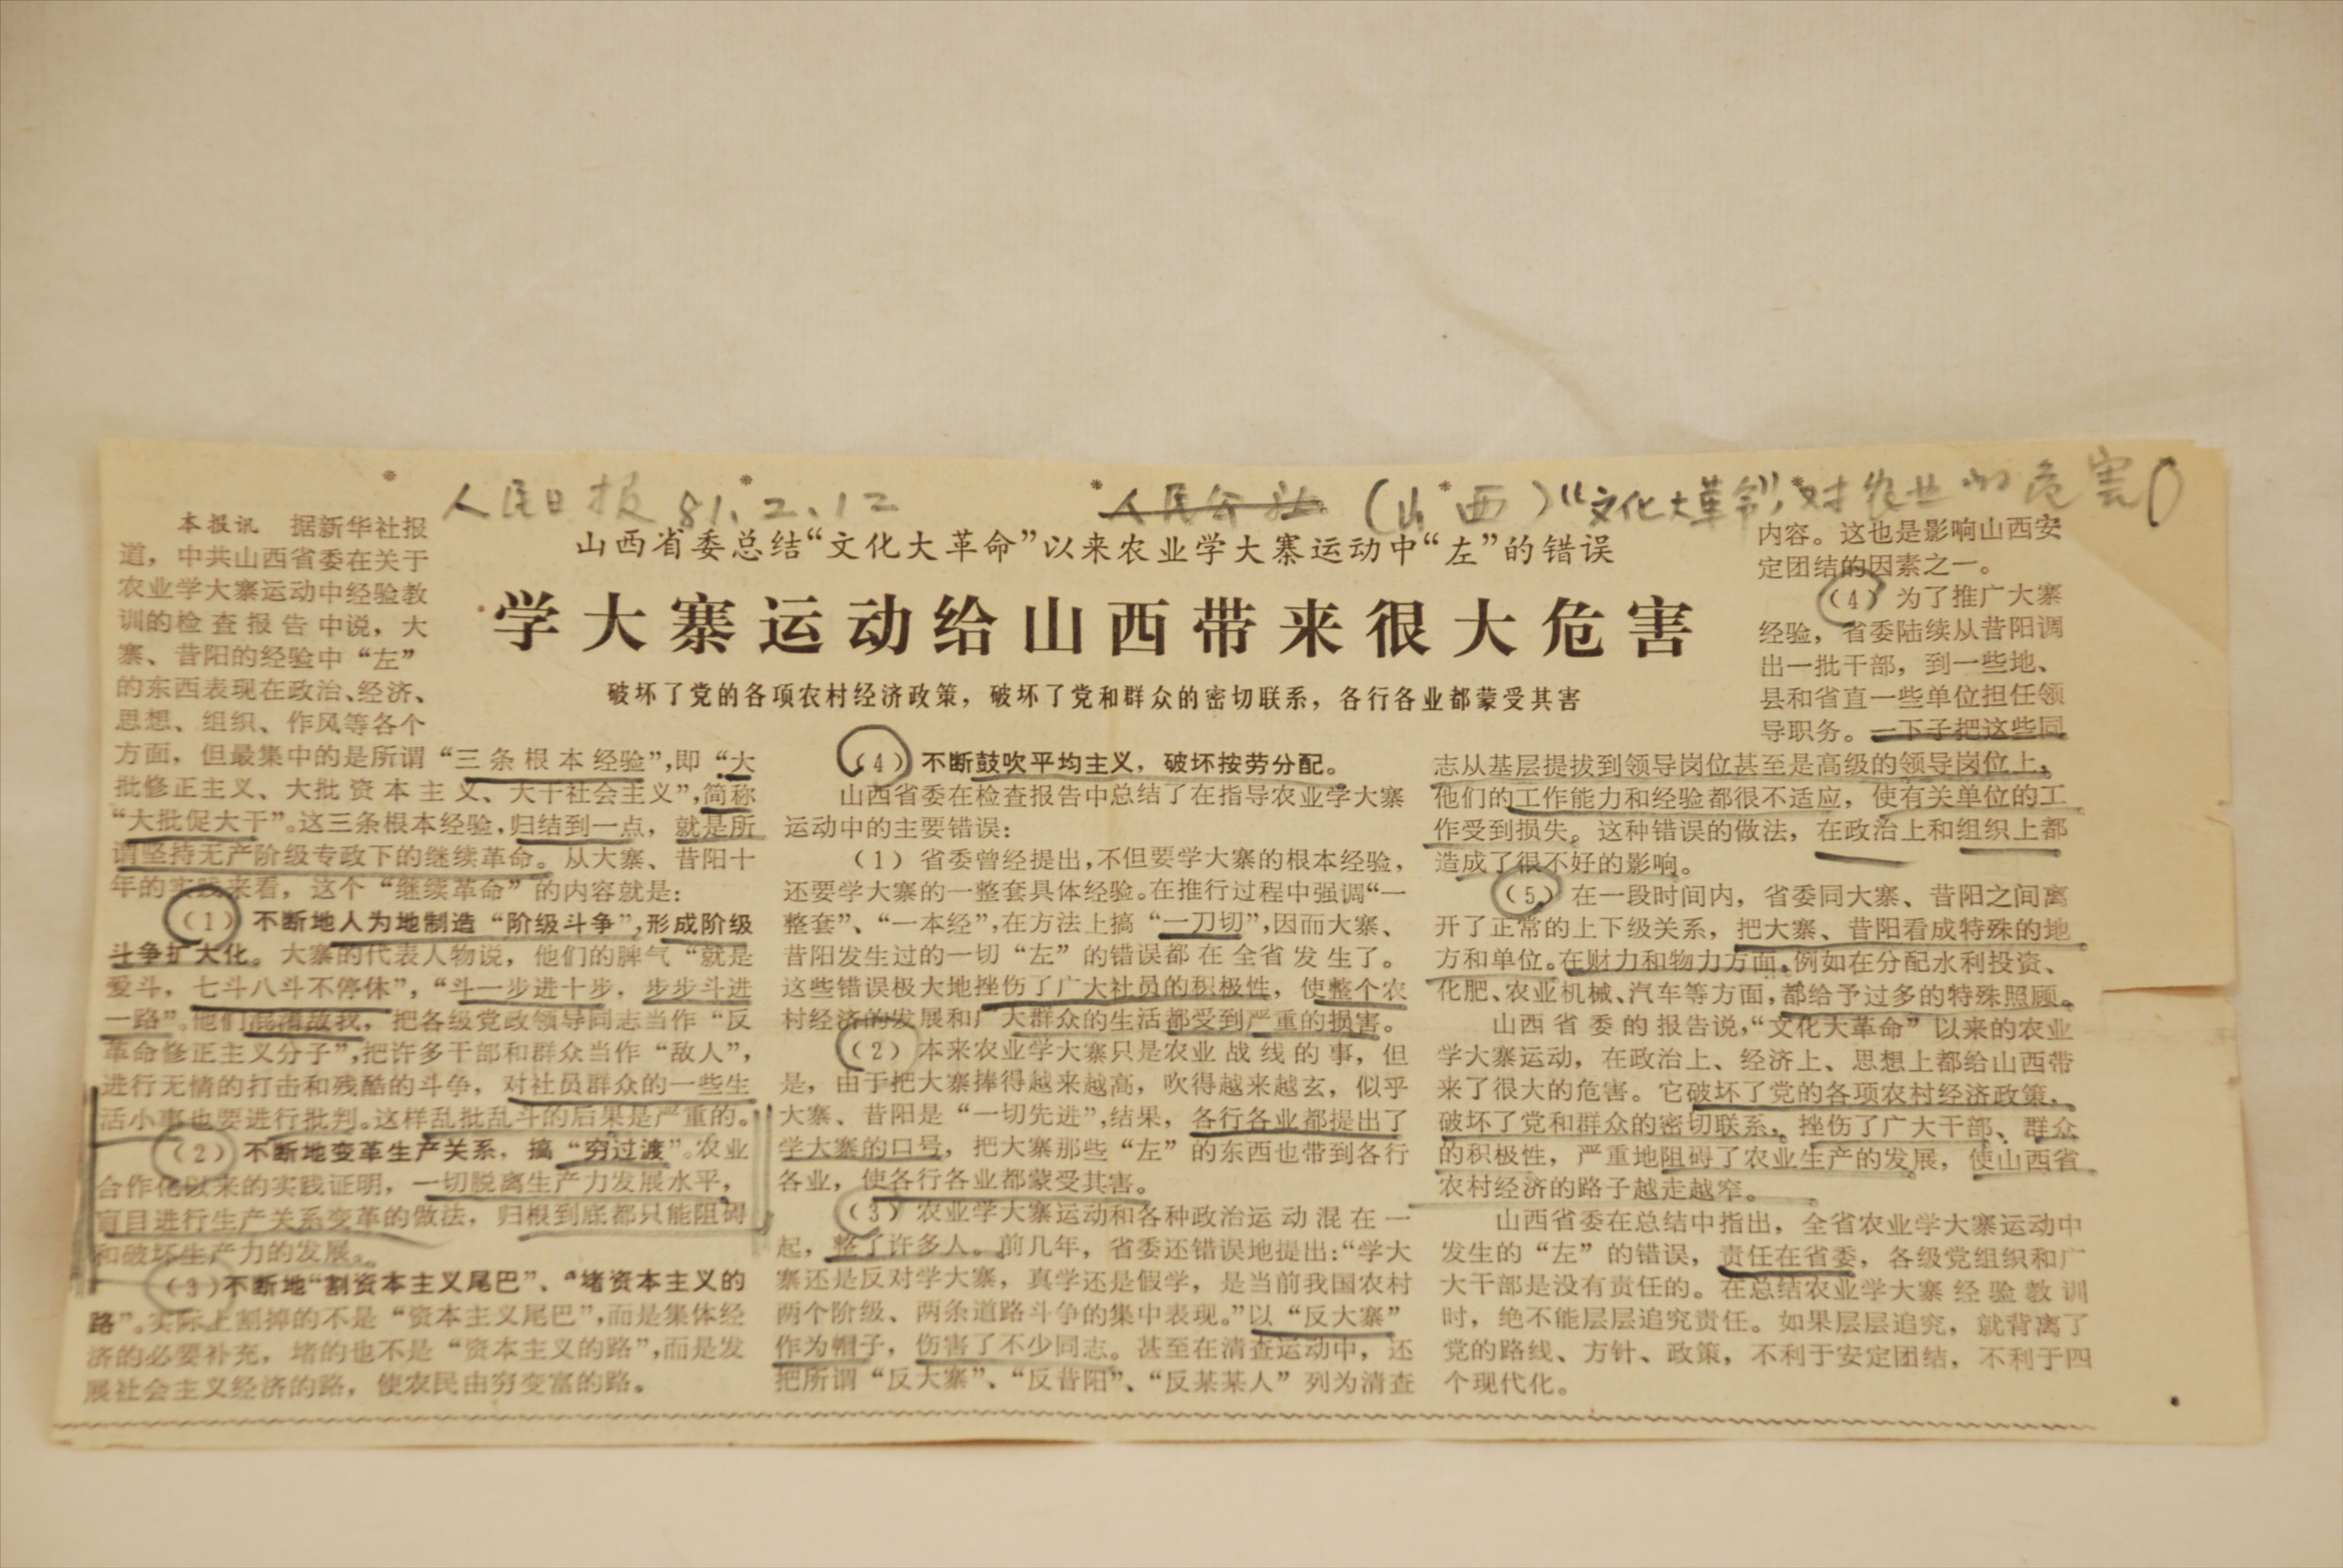 人民日报 81.2.12
(山西)“文化大革命”对农业的危害
山西省委总结“文化大革命”以来农业学大寨运动中“左”的错误
学大寨运动给山西带来很大危害
破坏了党的各项农村经济政策，破坏了党和群众的密切联系，各行各业都蒙受其害
本报讯 据新华社报
道，中共山西省委在关于
农业学大寨运动中经验教
训的检查报告中说，大
寨、昔阳的经验中“左”
的东西表现在政治、经济、
思想、组织、作风等各个
方面，但最集中的是所谓“三条根本经验”，即“大
批修正主义、大批资本主义、大干社会主义”，简称
“大批促大干”。这三条根本经验，归结到一点，就是所
谓坚持无产阶级专政下的继续革命。从大寨、昔阳十
年的实践来看，这个“继续革命”的内容就是：
（1）不断地人为地制造“阶级斗争”，形成阶级
斗争扩大化。大寨的代表人物说，他们的脾气“就是
爱斗，七斗八斗不停休”，“斗一步进十步，步步斗进
一路”。他们混淆敌我，把各级党政领导同志当作“反
革命修正主义分子”，把许多干部和群众当作“敌人”，
进行无情的打击和残酷的斗争，对社员群众的一些生
活小事也要进行批判。这样乱批乱斗的后果是严重的。
（2）不断地变革生产关系，搞“穷过渡”。农业
合作化以来的实践证明，一切脱离生产力发展水平，
盲目进行生产关系变革的做法，归根到底都只能阻碍
和破坏生产力的发展。
（3）不断地“割资本主义尾巴”、“堵资本主义的
路”。实际上割掉的不是“资本主义尾巴”，而是集体经
济的必要补充，堵的也不是“资本主义的路”，而是发
展社会主义经济的路，使农民由穷变富的路。
（4）不断鼓吹平均主义，破坏按劳分配。
山西省委在检查报告中总结了在指导农业学大寨
运动中的主要错误：
（1）省委曾经提出，不但要学大寨的根本经验，
还要学大寨的一整套具体经验。在推行过程中强调“一
整套”、“一本经”，在方法上搞“一刀切”，因而大寨、
昔阳发生过的一切“左”的错误都在全省发生了。
这些错误极大地挫伤了广大社员的积极性，使整个农
村经济的发展和广大群众的生活都受到严重的损害。
（2）本来农业学大寨只是农业战线的事，但
是，由于把大寨捧得越来越高，吹得越来越玄，似乎
大寨、昔阳是“一切先进”，结果，各行各业都提出了
学大寨的口号，把大寨那些“左”的东西也带到各行
各业，使各行各业都蒙受其害。
（3）农业学大寨运动和各种政治运动混在一
起，整了许多人。前几年，省委还错误地提出：“学大
寨还是反对学大寨，真学还是假学，是当前我国农村
两个阶级、两条道路斗争的集中表现。”以“反大寨”
作为帽子，伤害了不少同志。甚至在清查运动中，还
把所谓“反大寨”、“反昔阳”、“反某某人”列为清查
内容。这也是影响山西安
定团结的因素之一。
（4）为了推广大寨
经验，省委陆续从昔阳调
出一批干部，到一些地、
县和省直一些单位担任领
导职务。一下子把这些同
志从基层提拔到领导岗位甚至是高级的领导岗位上，
他们的工作能力和经验都很不适应，使有关单位的工
作受到损失。这种错误的做法，在政治上和组织上都
造成了很不好的影响。
（5）在一段时间内，省委同大寨、昔阳之间离
开了正常的上下级关系，把大寨、昔阳看成特殊的地
方和单位。在财力和物力方面，例如在分配水利投资、
化肥、农业机械、汽车等方面，都给予过多的特殊照顾。
山西省委的报告说，“文化大革命”以来的农业
学大寨运动，在政治上、经济上、思想上都给山西带
来了很大的危害。它破坏了党的各项农村经济政策，
破坏了党和群众的密切联系，挫伤了广大干部、群众
的积极性，严重地阻碍了农业生产的发展，使山西省
农村经济的路子越走越窄。
山西省委在总结中指出，全省农业学大寨运动中
发生的“左”的错误，责任在省委，各级党组织和广
大干部是没有责任的。在总结农业学大寨经验教训
时，绝不能层层追究责任。如果层层追究，就背离了
党的路线、方针、政策，不利于安定团结，不利于四
个现代化。